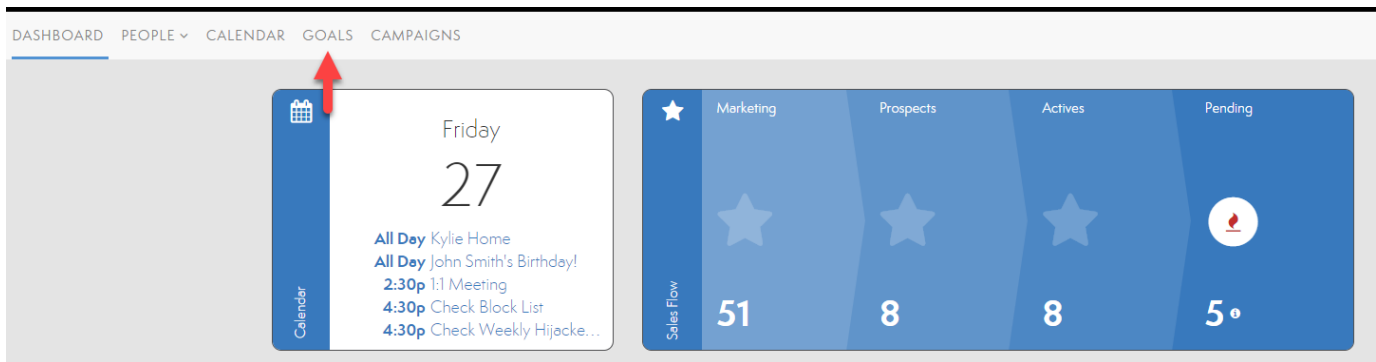 DASHBOARD PEOPLE CALENDAR GOALS CAMPAIGNS
Calendar
Friday
27
All Day Kylie Home
All Day John Smith's Birthday!
2:30p 1:1 Meeting
4:30p Check Block List
4:30p Check Weekly Hijacke...
Sales Flow
Marketing
51
Prospects
8
Actives
8
Pending
5